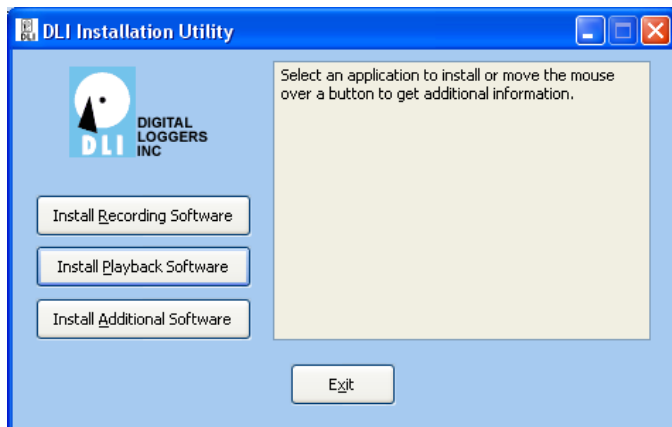 DLI Installation Utility
Select an application to install or move the mouse
over a button to get additional information.
DLI
DIGITAL
LOGGERS
INC
Install Recording Software
Install Playback Software
Install Additional Software
Exit